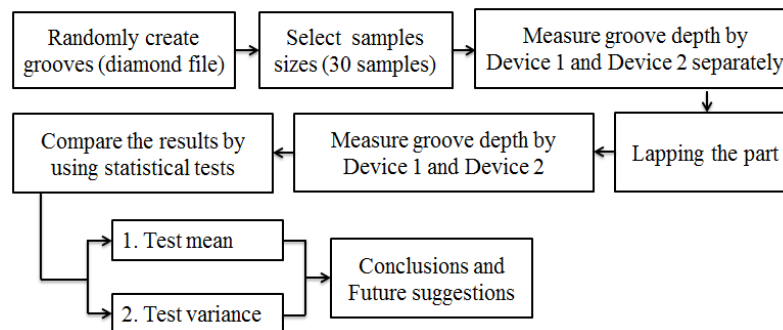 Randomly create
grooves (diamond file)
Select samples
sizes (30 samples)
Measure groove depth by
Device 1 and Device 2 separately
Lapping the part
Measure groove depth by
Device 1 and Device 2
Compare the results by
using statistical tests
1. Test mean
2. Test variance
Conclusions and
Future suggestions